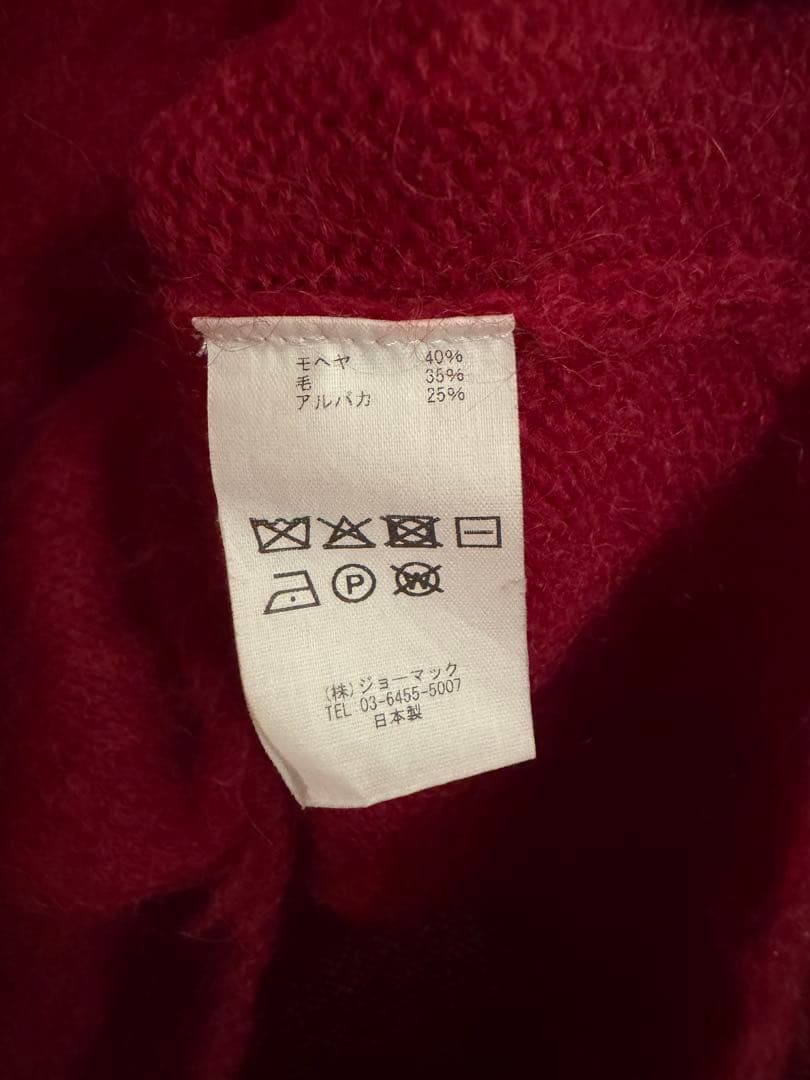 モヘヤ 40%
毛 35%
アルパカ 25%
P W
(株)ジョーマック
TEL 03-6455-5007
日本製